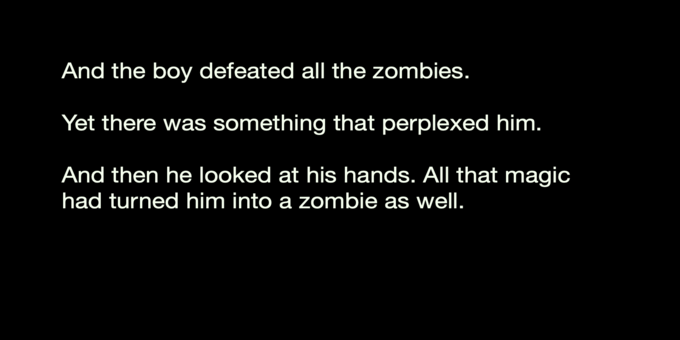 And the boy defeated all the zombies.
Yet there was something that perplexed him.
And then he looked at his hands. All that magic
had turned him into a zombie as well.